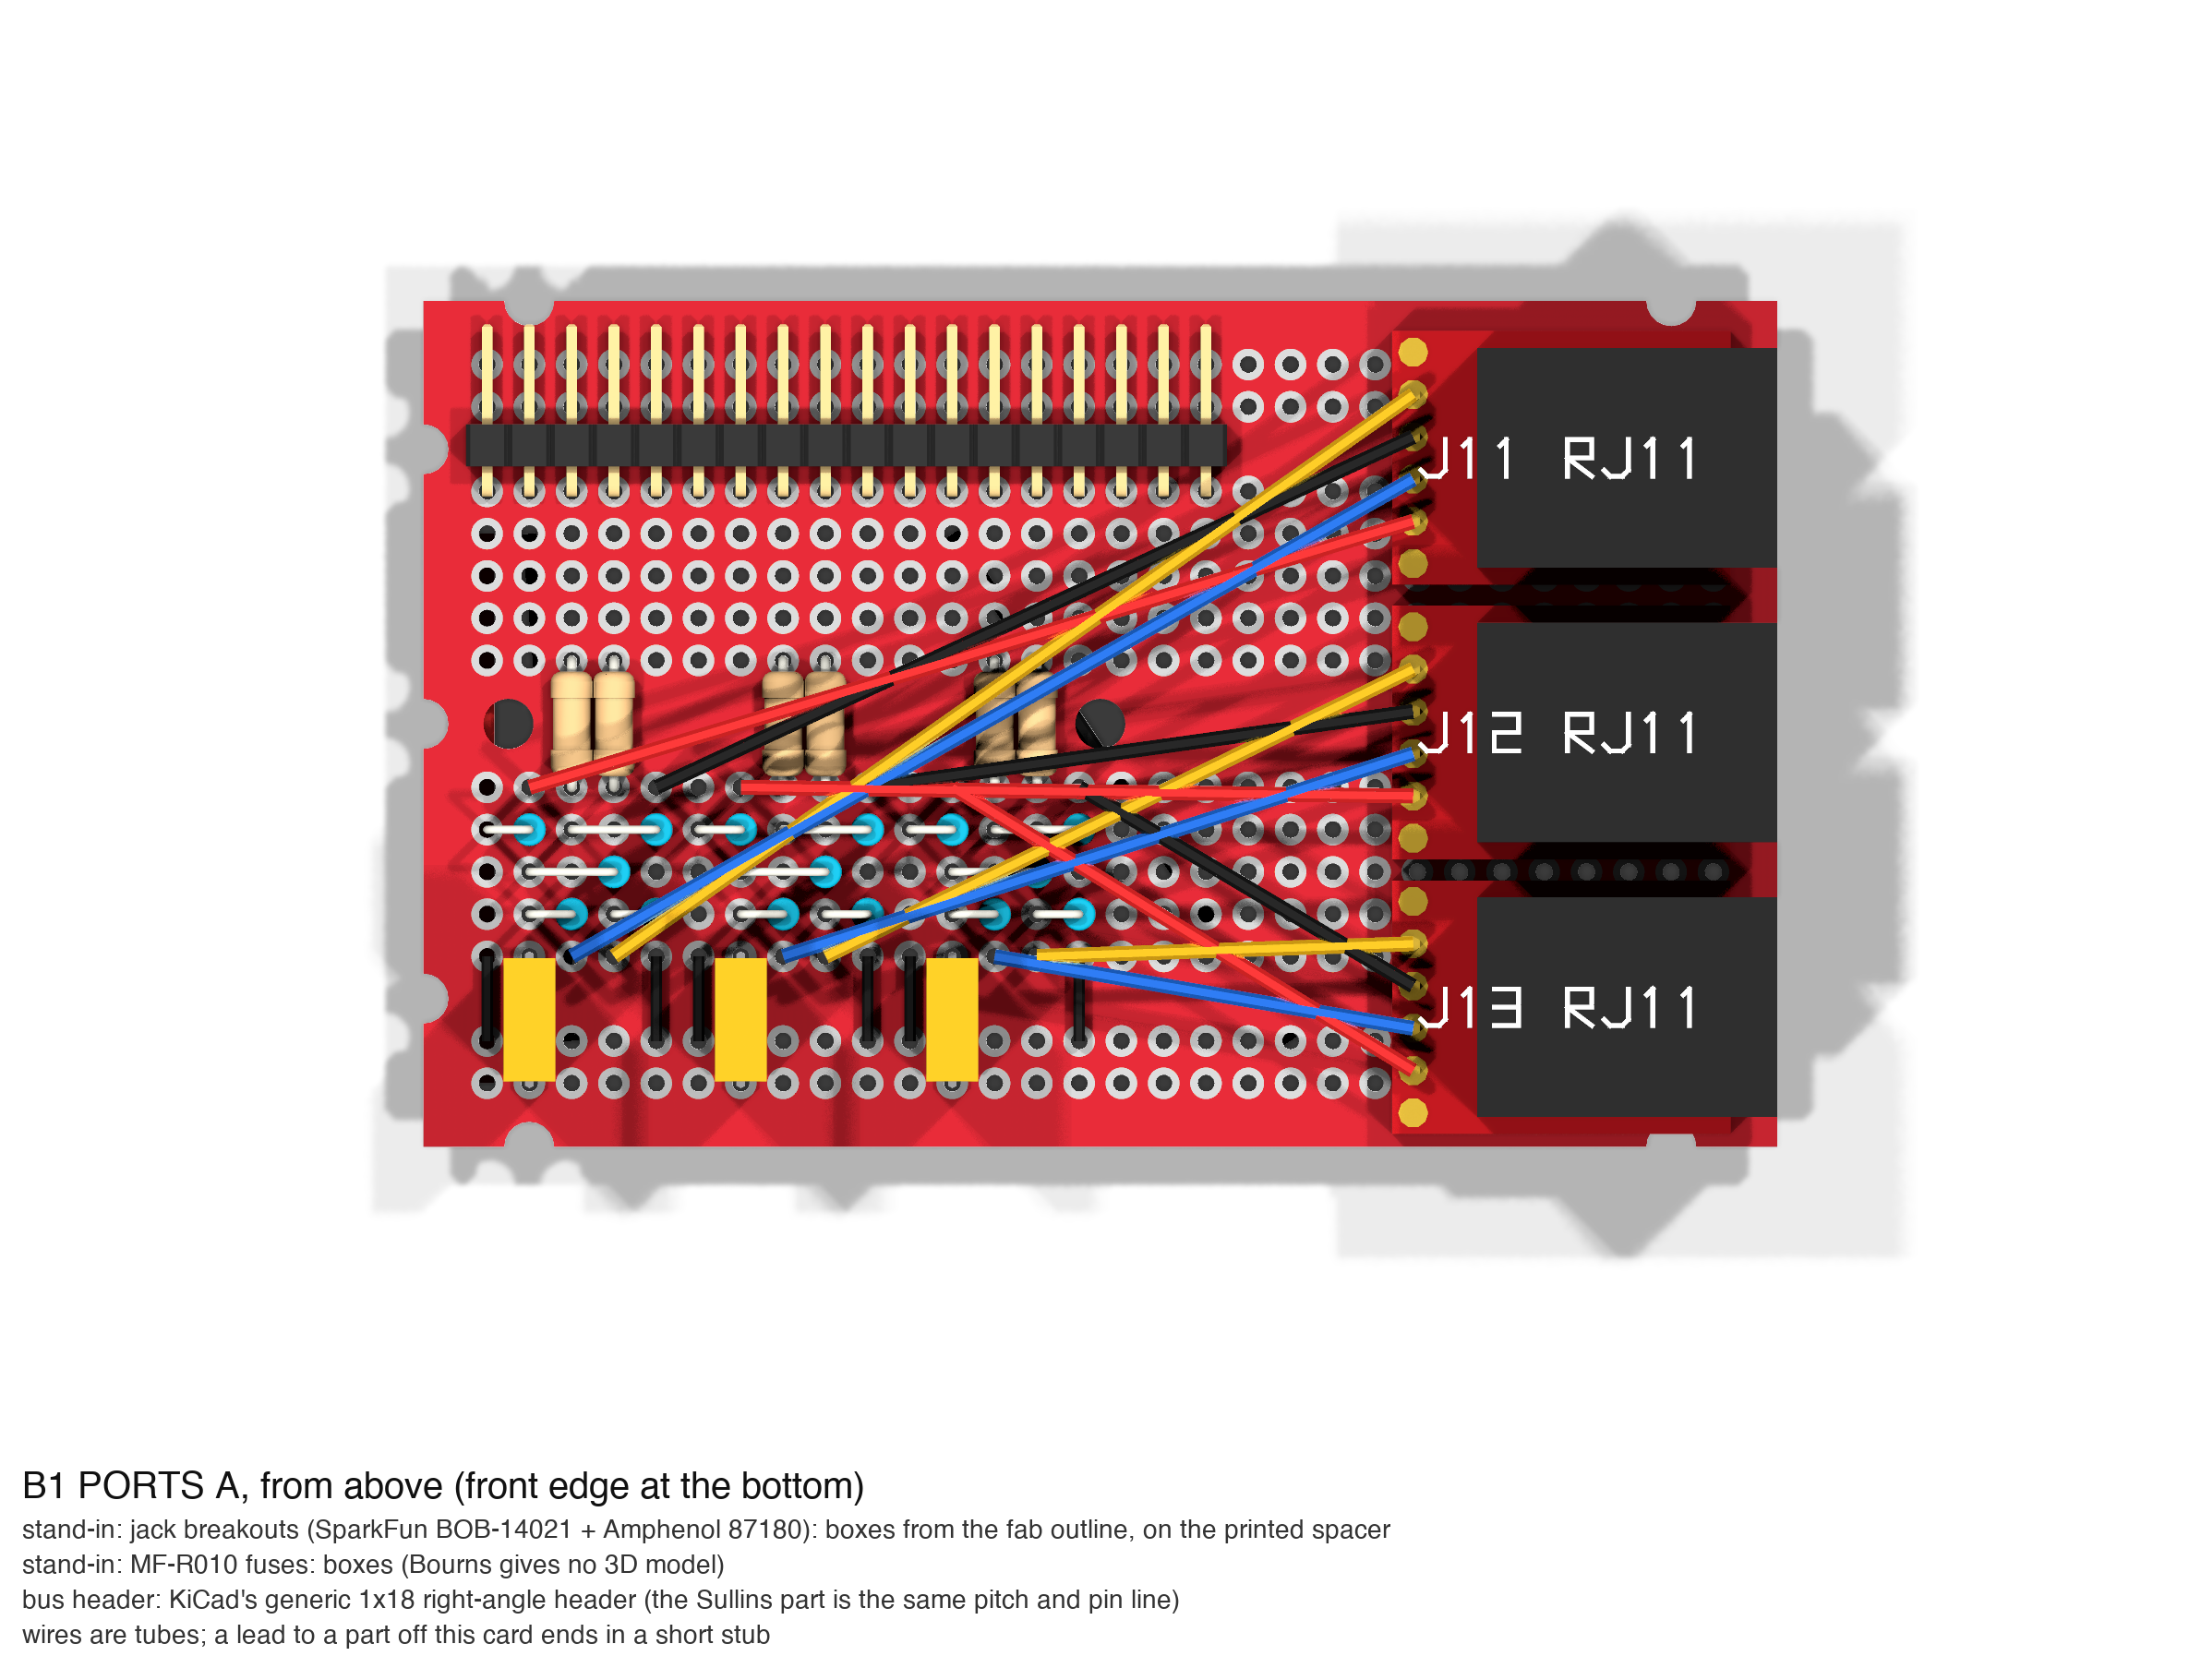 J11 RJ11
J12 RJ11
J13 RJ11
B1 PORTS A, from above (front edge at the bottom)
stand-in: jack breakouts (SparkFun BOB-14021 + Amphenol 87180): boxes from the fab outline, on the printed spacer
stand-in: MF-R010 fuses: boxes (Bourns gives no 3D model)
bus header: KiCad's generic 1x18 right-angle header (the Sullins part is the same pitch and pin line)
wires are tubes; a lead to a part off this card ends in a short stub